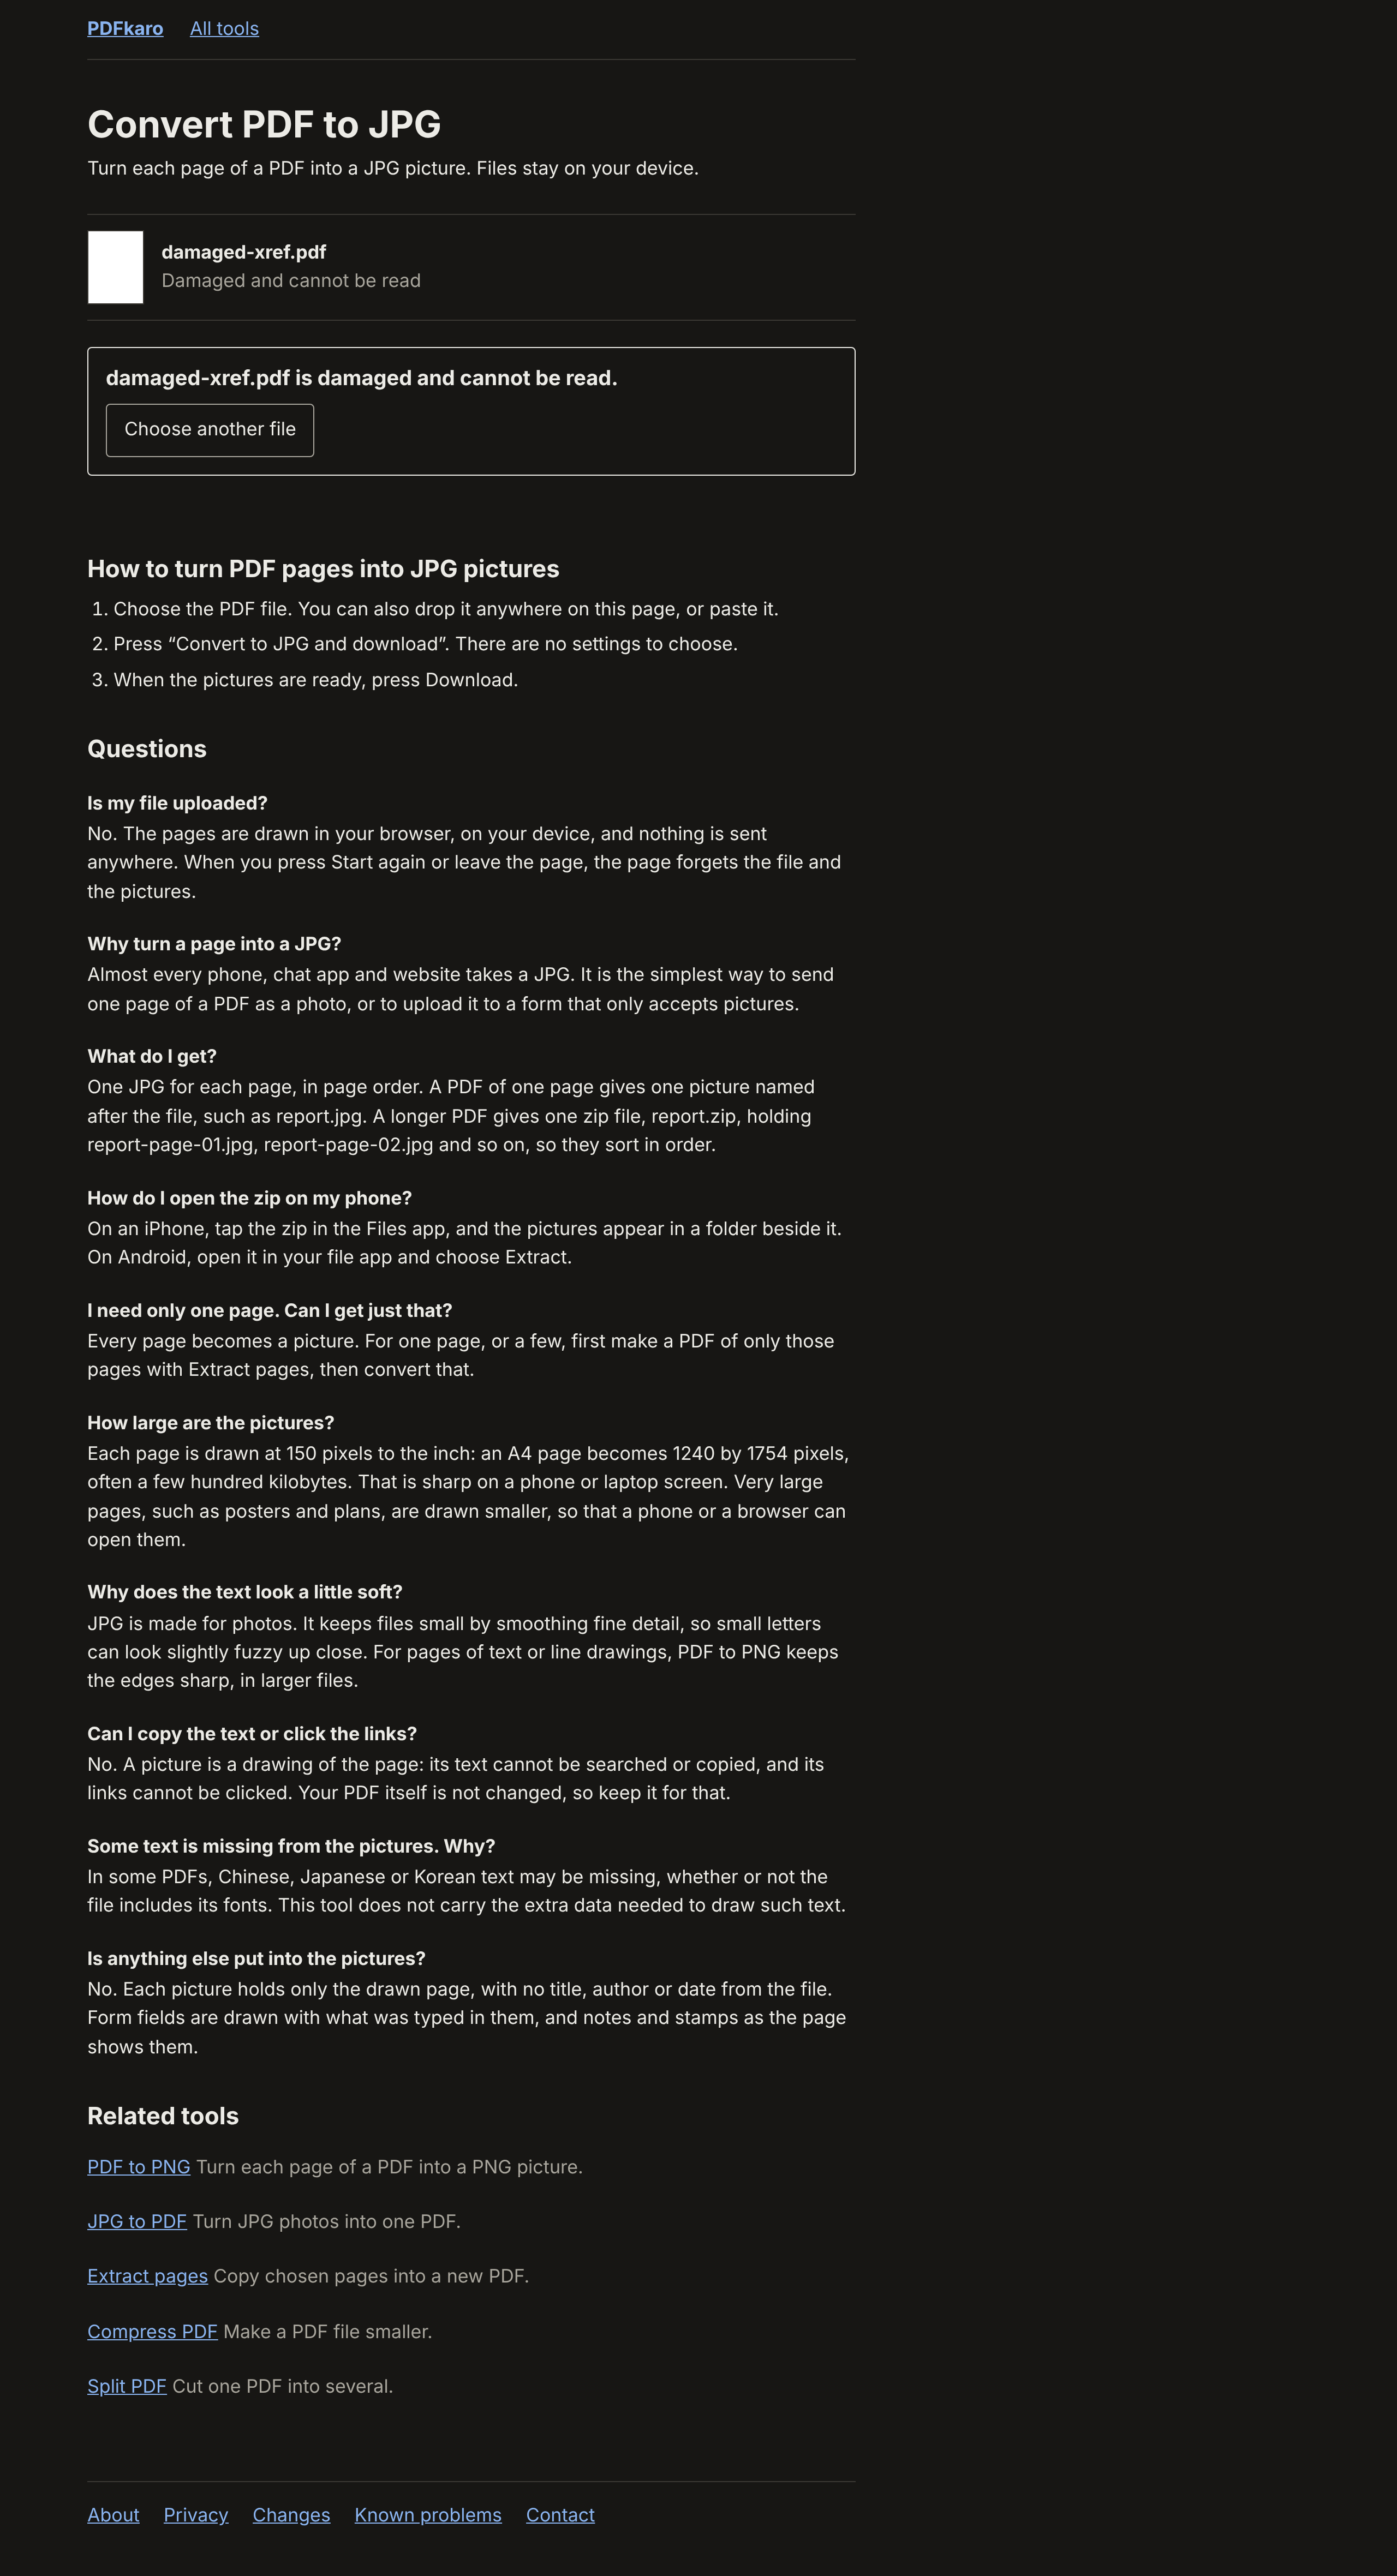 PDFkaro All tools
Convert PDF to JPG
Turn each page of a PDF into a JPG picture. Files stay on your device.
damaged-xref.pdf
Damaged and cannot be read
damaged-xref.pdf is damaged and cannot be read.
Choose another file
How to turn PDF pages into JPG pictures
1. Choose the PDF file. You can also drop it anywhere on this page, or paste it.
2. Press “Convert to JPG and download”. There are no settings to choose.
3. When the pictures are ready, press Download.
Questions
Is my file uploaded?
No. The pages are drawn in your browser, on your device, and nothing is sent
anywhere. When you press Start again or leave the page, the page forgets the file and
the pictures.
Why turn a page into a JPG?
Almost every phone, chat app and website takes a JPG. It is the simplest way to send
one page of a PDF as a photo, or to upload it to a form that only accepts pictures.
What do I get?
One JPG for each page, in page order. A PDF of one page gives one picture named
after the file, such as report.jpg. A longer PDF gives one zip file, report.zip, holding
report-page-01.jpg, report-page-02.jpg and so on, so they sort in order.
How do I open the zip on my phone?
On an iPhone, tap the zip in the Files app, and the pictures appear in a folder beside it.
On Android, open it in your file app and choose Extract.
I need only one page. Can I get just that?
Every page becomes a picture. For one page, or a few, first make a PDF of only those
pages with Extract pages, then convert that.
How large are the pictures?
Each page is drawn at 150 pixels to the inch: an A4 page becomes 1240 by 1754 pixels,
often a few hundred kilobytes. That is sharp on a phone or laptop screen. Very large
pages, such as posters and plans, are drawn smaller, so that a phone or a browser can
open them.
Why does the text look a little soft?
JPG is made for photos. It keeps files small by smoothing fine detail, so small letters
can look slightly fuzzy up close. For pages of text or line drawings, PDF to PNG keeps
the edges sharp, in larger files.
Can I copy the text or click the links?
No. A picture is a drawing of the page: its text cannot be searched or copied, and its
links cannot be clicked. Your PDF itself is not changed, so keep it for that.
Some text is missing from the pictures. Why?
In some PDFs, Chinese, Japanese or Korean text may be missing, whether or not the
file includes its fonts. This tool does not carry the extra data needed to draw such text.
Is anything else put into the pictures?
No. Each picture holds only the drawn page, with no title, author or date from the file.
Form fields are drawn with what was typed in them, and notes and stamps as the page
shows them.
Related tools
PDF to PNG Turn each page of a PDF into a PNG picture.
JPG to PDF Turn JPG photos into one PDF.
Extract pages Copy chosen pages into a new PDF.
Compress PDF Make a PDF file smaller.
Split PDF Cut one PDF into several.
About Privacy Changes Known problems Contact